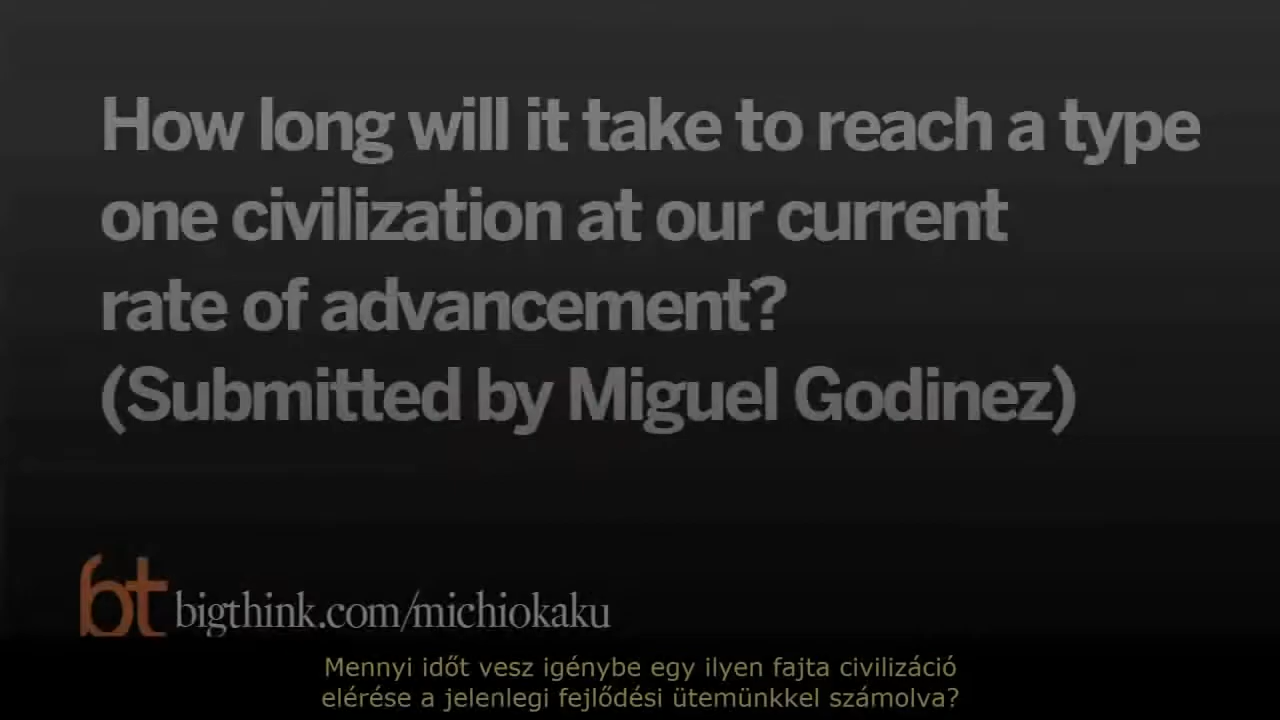 How long will it take to reach a type
one civilization at our current
rate of advancement?
(Submitted by Miguel Godinez)
bt bigthink.com/michiokaku
Mennyi időt vesz igénybe egy ilyen fajta civilizáció
elérése a jelenlegi fejlődési ütemünkkel számolva?